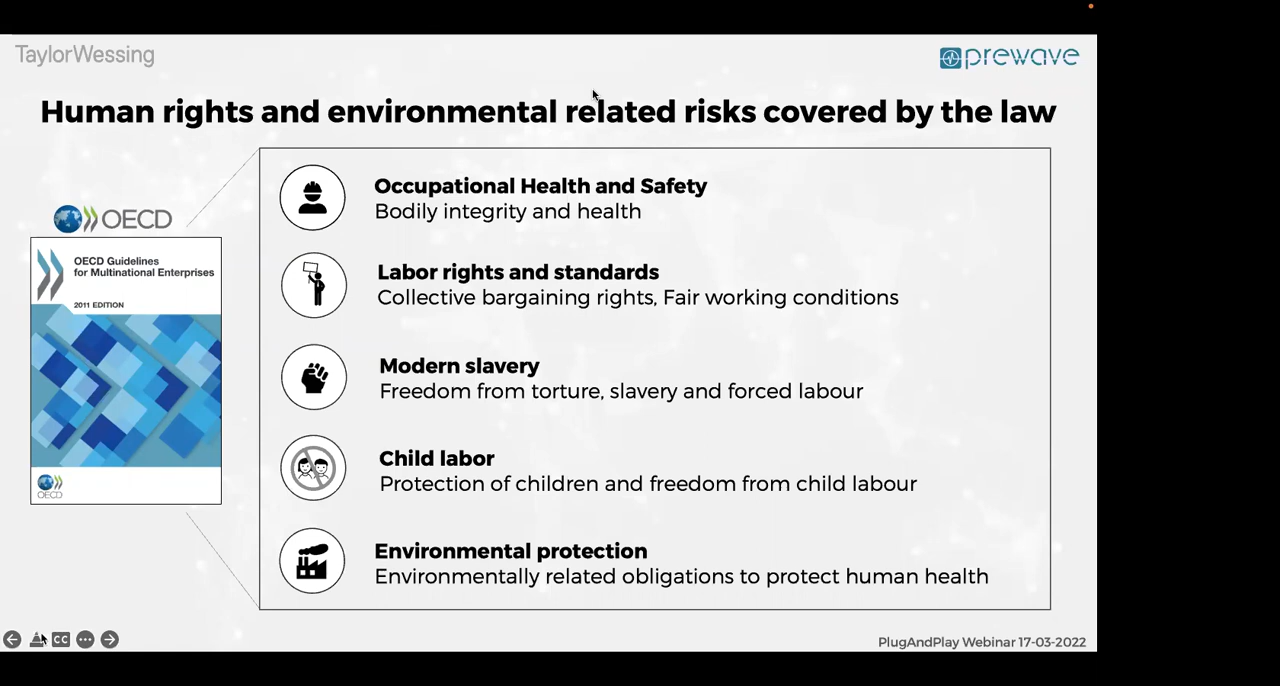 TaylorWessing
prewave
Human rights and environmental related risks covered by the law
OECD
OECD Guidelines
for Multinational Enterprises
2011 EDITION
OECD
Occupational Health and Safety
Bodily integrity and health
Labor rights and standards
Collective bargaining rights, Fair working conditions
Modern slavery
Freedom from torture, slavery and forced labour
Child labor
Protection of children and freedom from child labour
Environmental protection
Environmentally related obligations to protect human health
CC
PlugAndPlay Webinar 17-03-2022